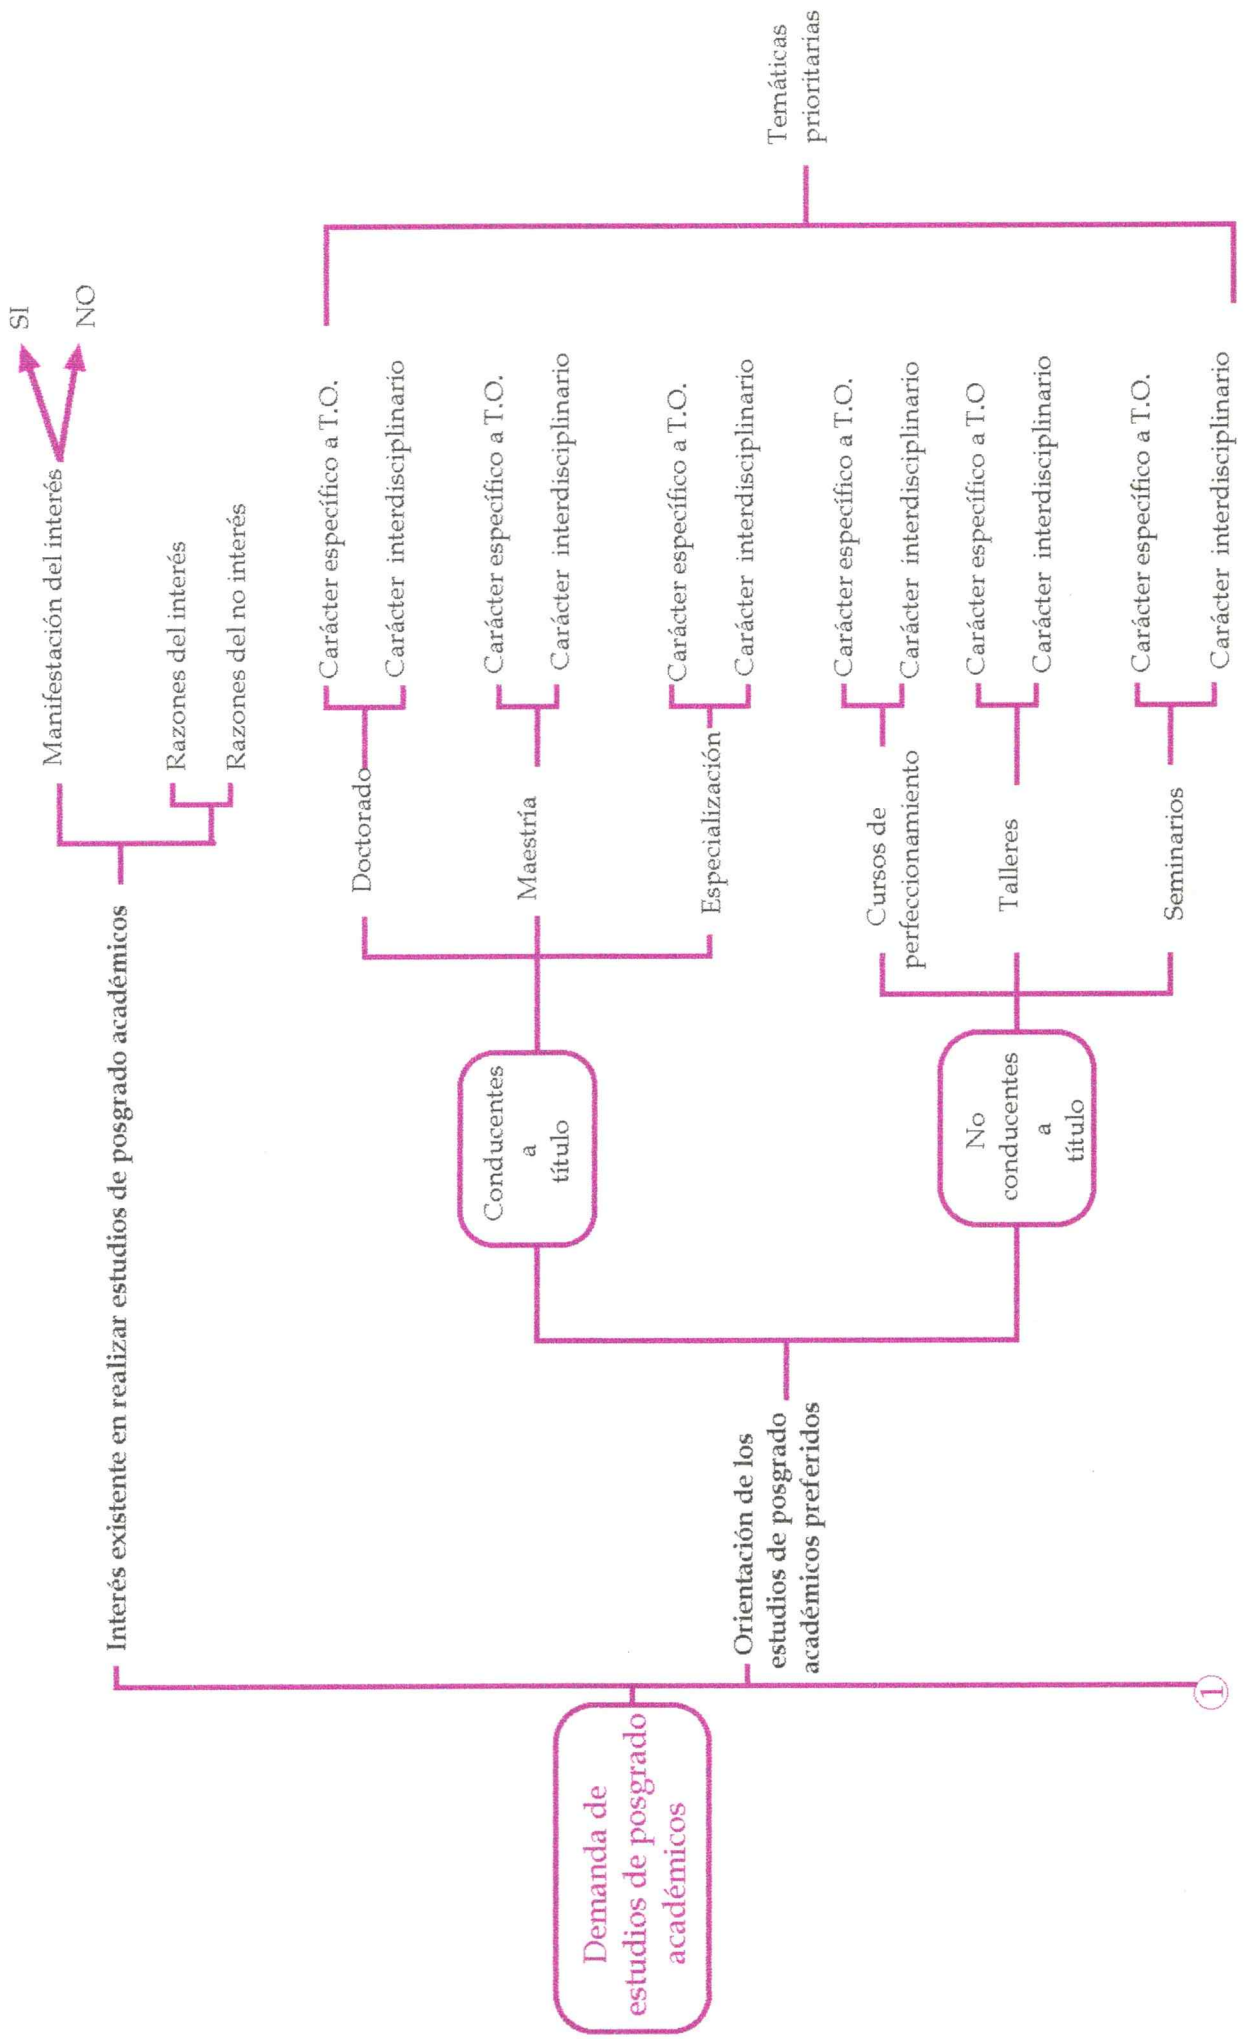 Demanda de
estudios de posgrado
académicos
Interés existente en realizar estudios de posgrado académicos
Manifestación del interés
SI
NO
Razones del interés
Razones del no interés
Orientación de los
estudios de posgrado
académicos preferidos
Conducentes
a
título
Doctorado
Carácter específico a T.O.
Carácter interdisciplinario
Maestría
Carácter específico a T.O.
Carácter interdisciplinario
Especialización
Carácter específico a T.O.
Carácter interdisciplinario
No
conducentes
a
título
Cursos de
perfeccionamiento
Carácter específico a T.O.
Carácter interdisciplinario
Talleres
Carácter específico a T.O
Carácter interdisciplinario
Seminarios
Carácter específico a T.O.
Carácter interdisciplinario
Temáticas
prioritarias
1